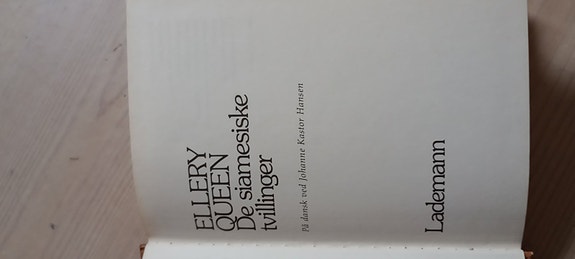 ELLERY
QUEEN
De siamesiske
tvillinger
På dansk ved Johanne Kastor Hansen
Lademann